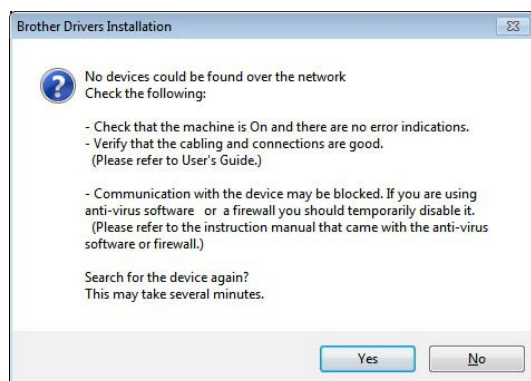 Brother Drivers Installation
No devices could be found over the network
Check the following:
- Check that the machine is On and there are no error indications.
- Verify that the cabling and connections are good.
(Please refer to User's Guide.)
- Communication with the device may be blocked. If you are using
anti-virus software or a firewall you should temporarily disable it.
(Please refer to the instruction manual that came with the anti-virus
software or firewall.)
Search for the device again?
This may take several minutes.
Yes
No